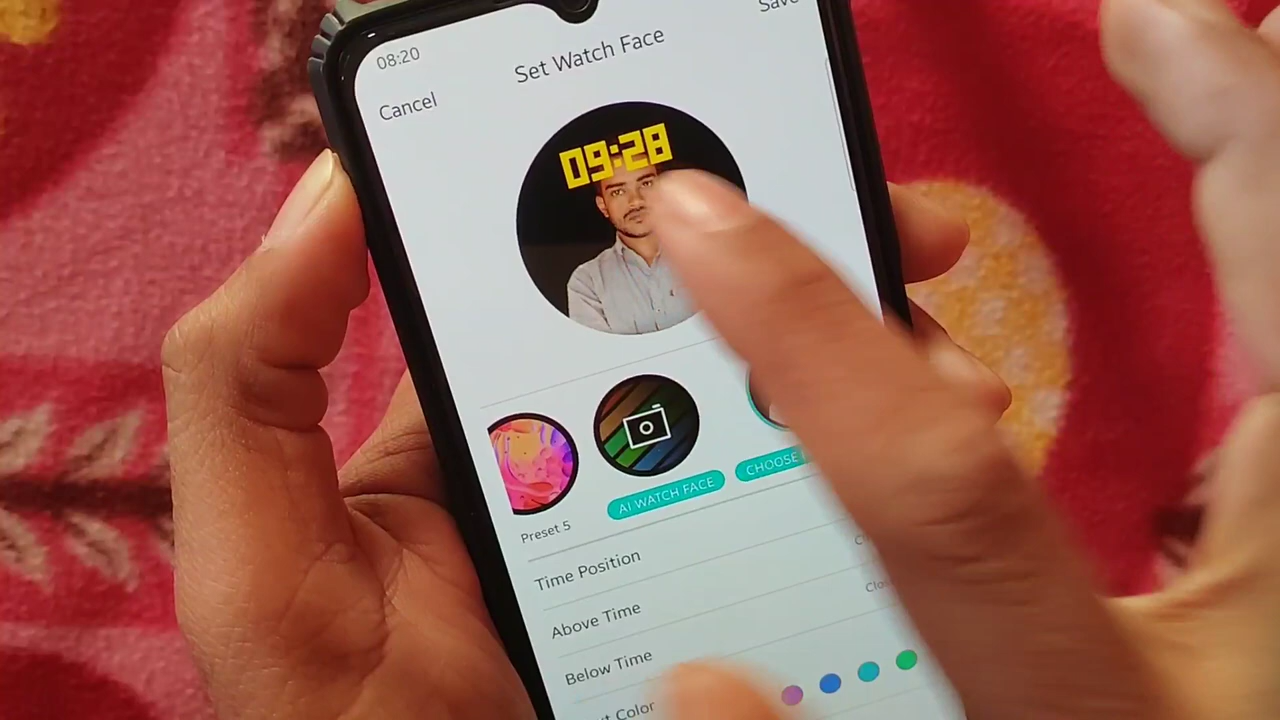 08:20
Save
Set Watch Face
Cancel
09:28
AI WATCH FACE
CHOOSE
Preset 5
Time Position
Above Time
Below Time
Color